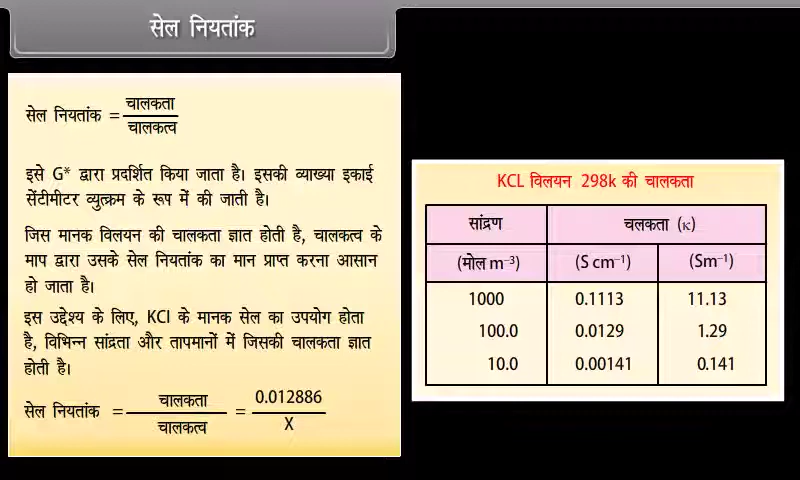 सेल नियतांक
सेल नियतांक = चालकता / चालकत्व
इसे G* द्वारा प्रदर्शित किया जाता है। इसकी व्याख्या इकाई
सेंटीमीटर व्युत्क्रम के रूप में की जाती है।
जिस मानक विलयन की चालकता ज्ञात होती है, चालकत्व के
माप द्वारा उसके सेल नियतांक का मान प्राप्त करना आसान
हो जाता है।
इस उद्देश्य के लिए, KCl के मानक सेल का उपयोग होता
है, विभिन्न सांद्रता और तापमानों में जिसकी चालकता ज्ञात
होती है।
सेल नियतांक = चालकता / चालकत्व = 0.012886 / X
KCL विलयन 298k की चालकता
सांद्रण चलकता (κ)
(मोल m⁻³) (S cm⁻¹) (Sm⁻¹)
1000 0.1113 11.13
100.0 0.0129 1.29
10.0 0.00141 0.141